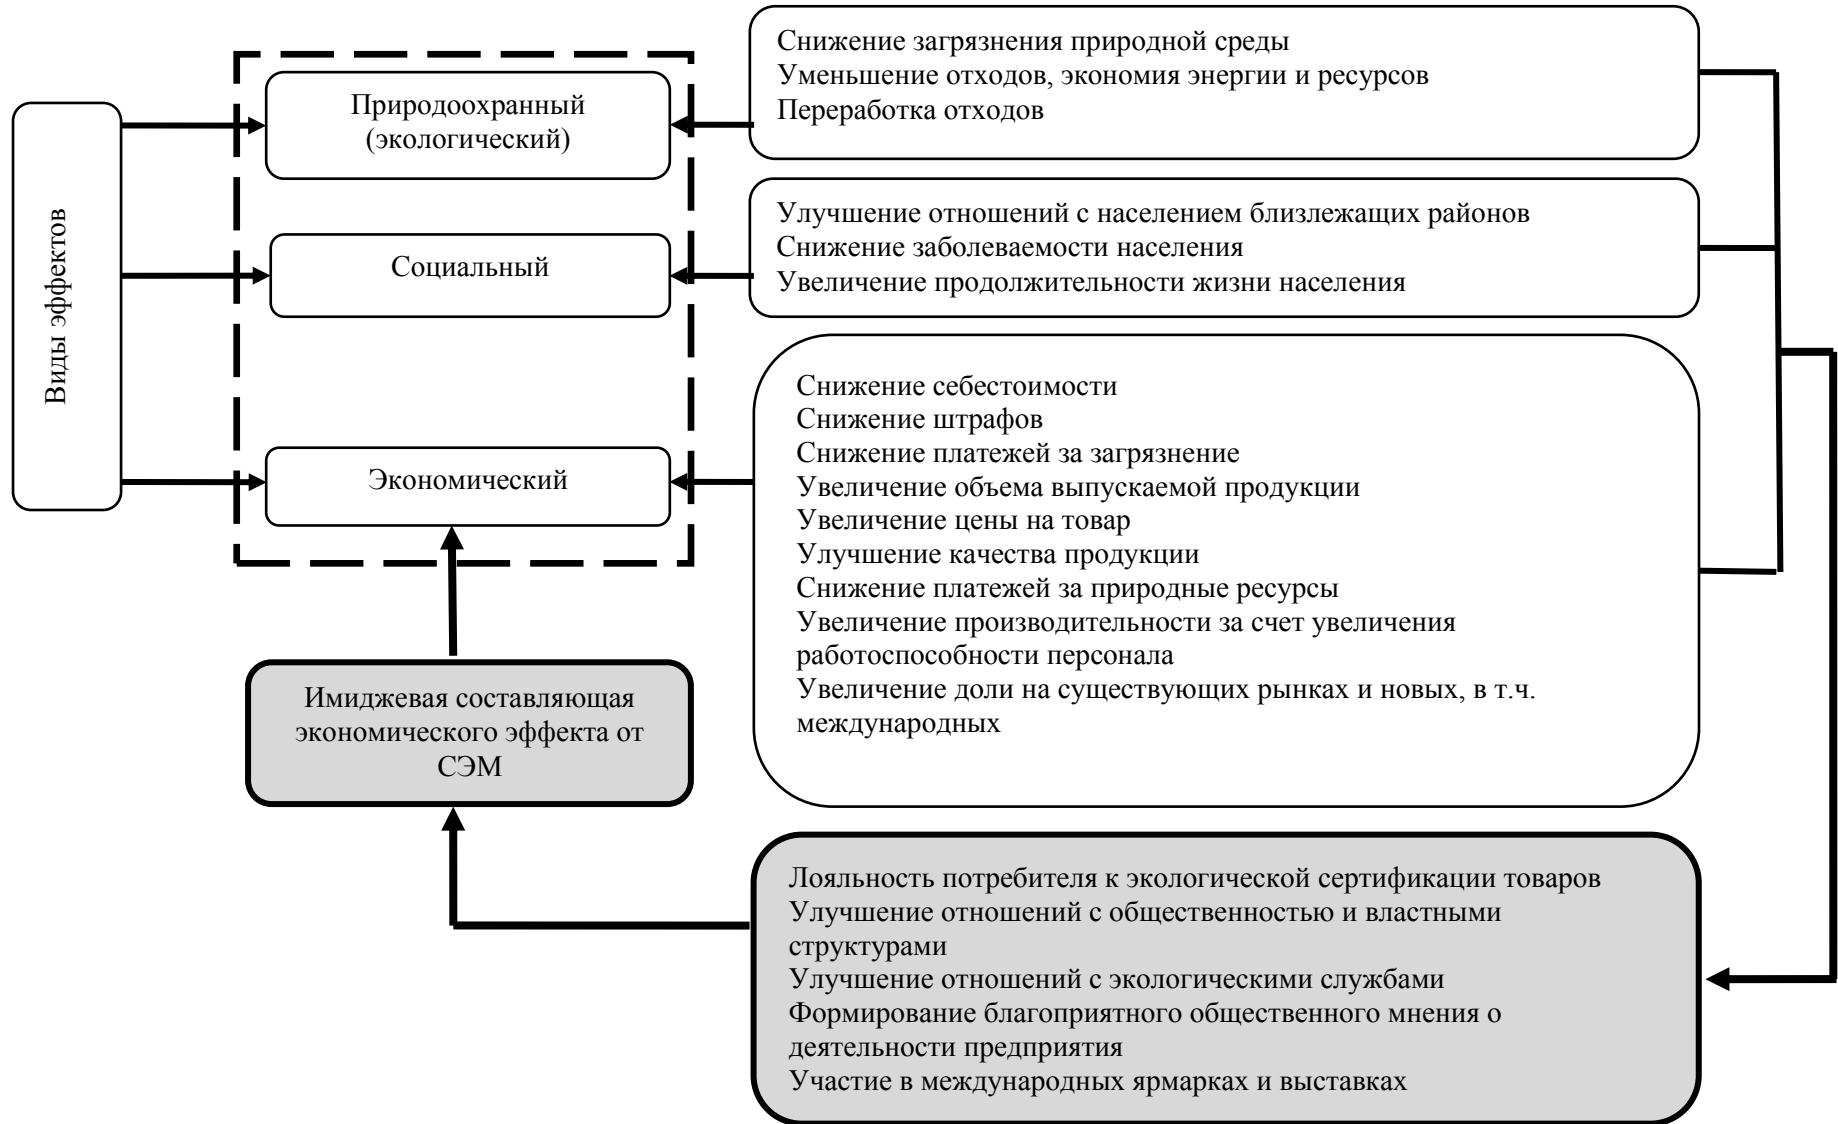 Виды эффектов
Природоохранный
(экологический)
Социальный
Экономический
Имиджевая составляющая
экономического эффекта от
СЭМ
Снижение загрязнения природной среды
Уменьшение отходов, экономия энергии и ресурсов
Переработка отходов
Улучшение отношений с населением близлежащих районов
Снижение заболеваемости населения
Увеличение продолжительности жизни населения
Снижение себестоимости
Снижение штрафов
Снижение платежей за загрязнение
Увеличение объема выпускаемой продукции
Увеличение цены на товар
Улучшение качества продукции
Снижение платежей за природные ресурсы
Увеличение производительности за счет увеличения
работоспособности персонала
Увеличение доли на существующих рынках и новых, в т.ч.
международных
Лояльность потребителя к экологической сертификации товаров
Улучшение отношений с общественностью и властными
структурами
Улучшение отношений с экологическими службами
Формирование благоприятного общественного мнения о
деятельности предприятия
Участие в международных ярмарках и выставках